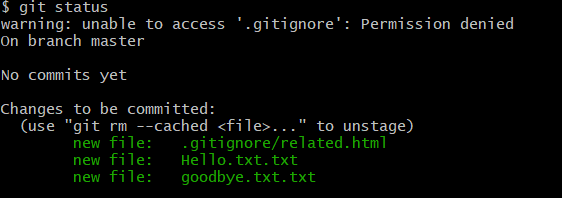 $ git status
warning: unable to access '.gitignore': Permission denied
On branch master
No commits yet
Changes to be committed:
(use "git rm --cached <file>..." to unstage)
new file: .gitignore/related.html
new file: Hello.txt.txt
new file: goodbye.txt.txt